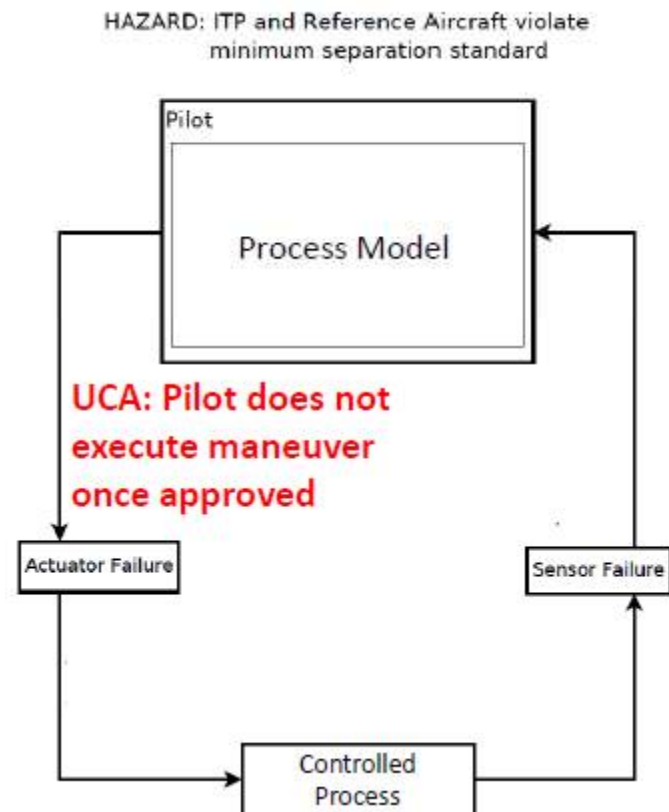 HAZARD: ITP and Reference Aircraft violate
minimum separation standard
Pilot
Process Model
UCA: Pilot does not
execute maneuver
once approved
Actuator Failure
Sensor Failure
Controlled
Process